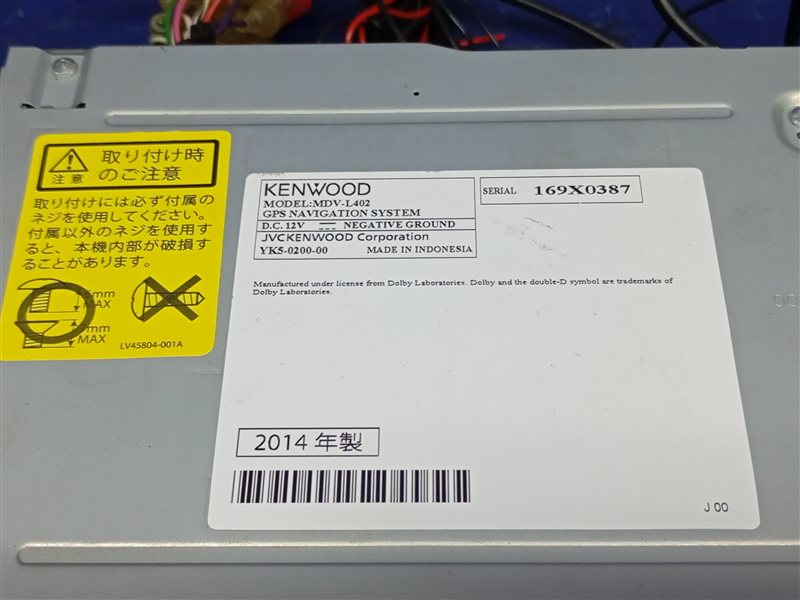 注意
取り付け時
のご注意
取り付けには必ず付属の
ネジを使用してください。
付属以外のネジを使用す
ると、本機内部が破損す
ることがあります。
mm
MAX
mm
MAX
LV45804-001A
KENWOOD
MODEL:MDV-L402
GPS NAVIGATION SYSTEM
D.C. 12V NEGATIVE GROUND
JVCKENWOOD Corporation
YK5-0200-00 MADE IN INDONESIA
SERIAL 169X0387
Manufactured under license from Dolby Laboratories. Dolby and the double-D symbol are trademarks of
Dolby Laboratories.
2014 年製
J 00